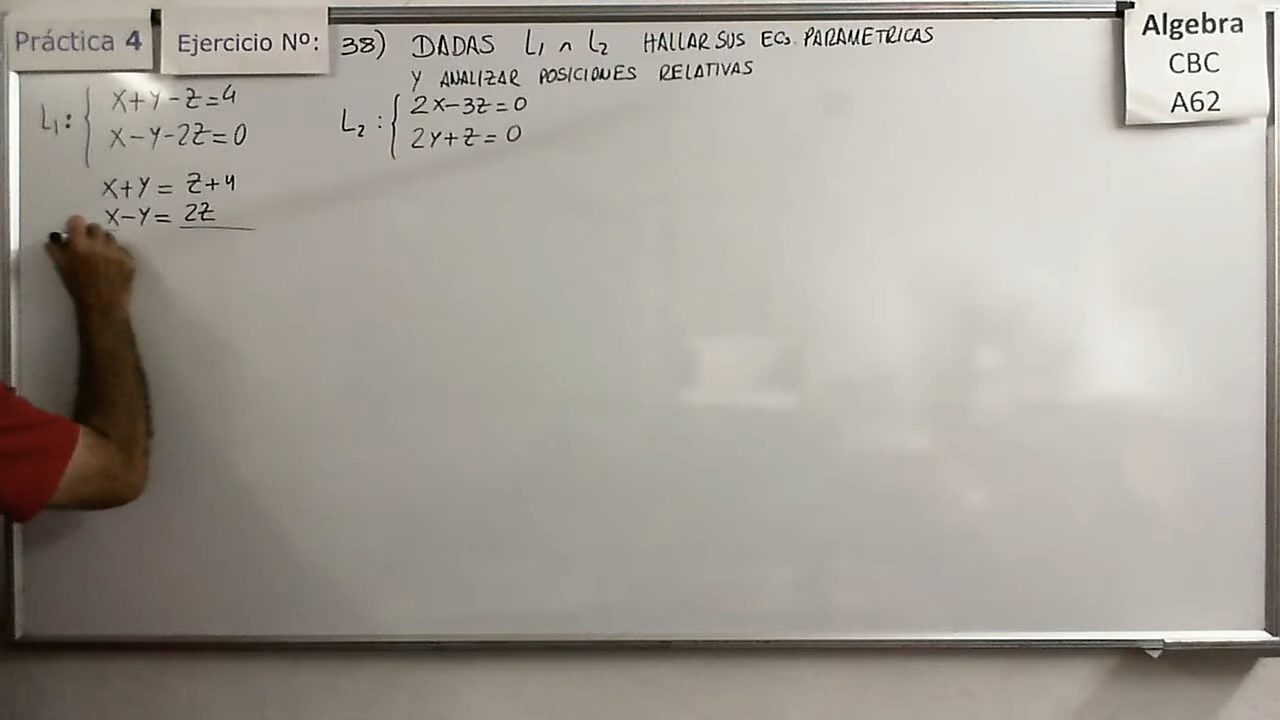 Práctica 4
Ejercicio Nº:
38) DADAS L₁ ∩ L₂ HALLAR SUS ECS. PARAMETRICAS
Y ANALIZAR POSICIONES RELATIVAS
Algebra
CBC
A62
L₁: { X+Y-Z=4
X-Y-2Z=0
L₂: { 2X-3Z=0
2Y+Z=0
X+Y= Z+4
X-Y= 2Z